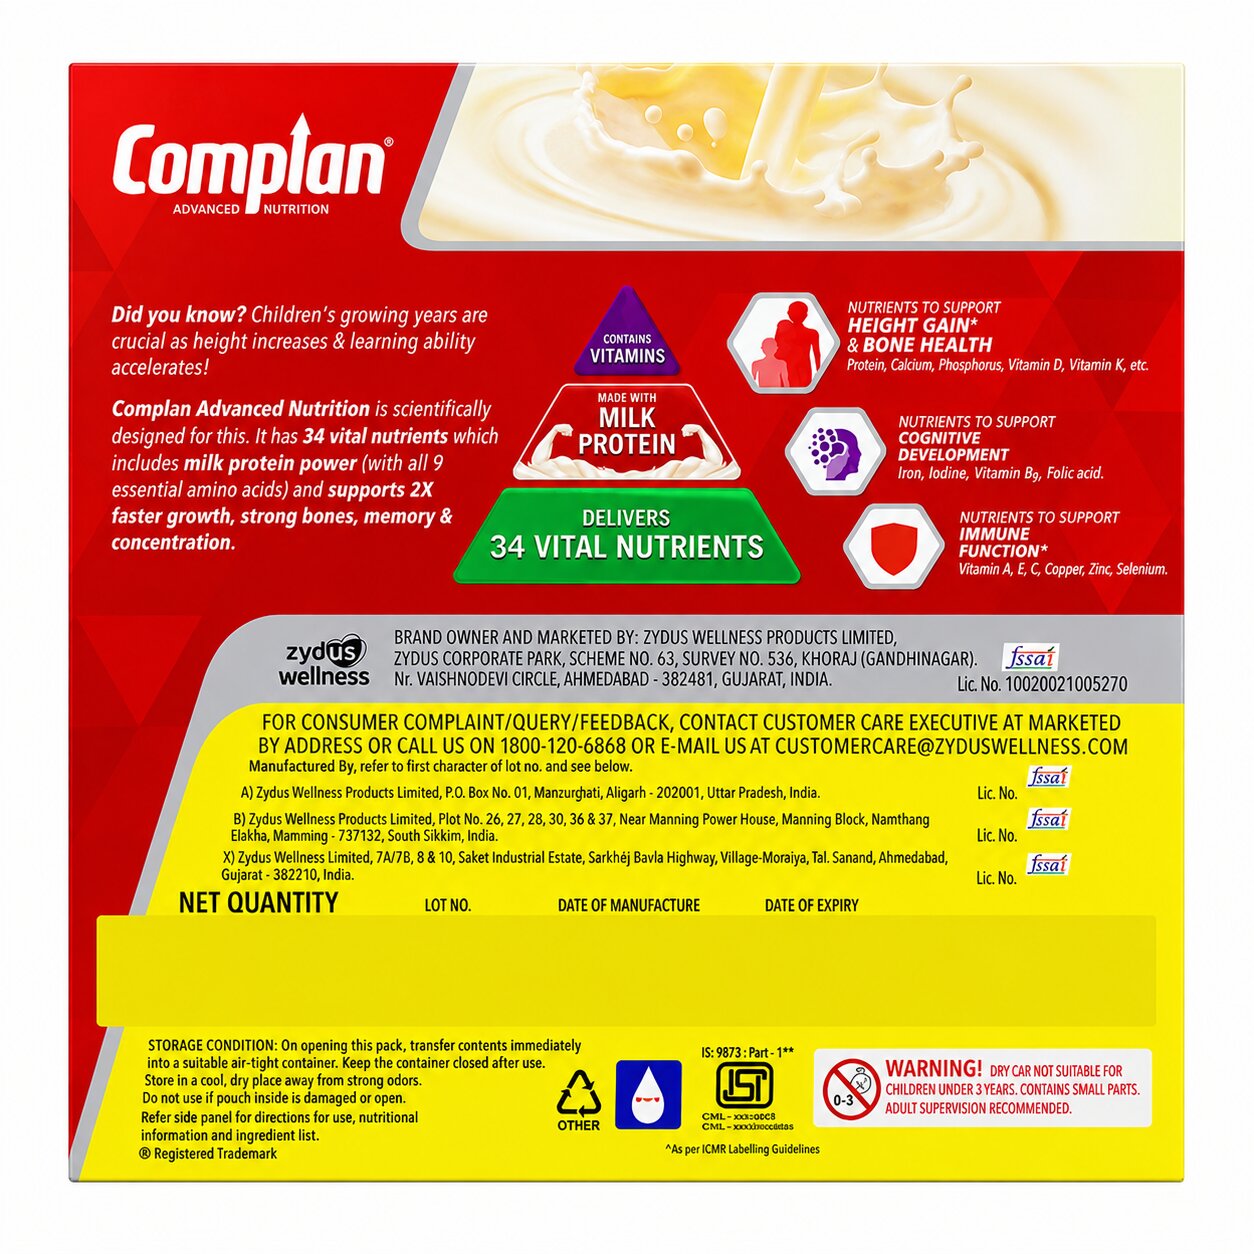 Complan®
ADVANCED NUTRITION
Did you know? Children's growing years are
crucial as height increases & learning ability
accelerates!
Complan Advanced Nutrition is scientifically
designed for this. It has 34 vital nutrients which
includes milk protein power (with all 9
essential amino acids) and supports 2X
faster growth, strong bones, memory &
concentration.
CONTAINS
VITAMINS
MADE WITH
MILK
PROTEIN
DELIVERS
34 VITAL NUTRIENTS
NUTRIENTS TO SUPPORT
HEIGHT GAIN*
& BONE HEALTH
Protein, Calcium, Phosphorus, Vitamin D, Vitamin K, etc.
NUTRIENTS TO SUPPORT
COGNITIVE
DEVELOPMENT
Iron, Iodine, Vitamin B₉, Folic acid.
NUTRIENTS TO SUPPORT
IMMUNE
FUNCTION*
Vitamin A, E, C, Copper, Zinc, Selenium.
zydus
wellness
BRAND OWNER AND MARKETED BY: ZYDUS WELLNESS PRODUCTS LIMITED,
ZYDUS CORPORATE PARK, SCHEME NO. 63, SURVEY NO. 536, KHORAJ (GANDHINAGAR).
Nr. VAISHNODEVI CIRCLE, AHMEDABAD - 382481, GUJARAT, INDIA.
fssai
Lic. No. 10020021005270
FOR CONSUMER COMPLAINT/QUERY/FEEDBACK, CONTACT CUSTOMER CARE EXECUTIVE AT MARKETED
BY ADDRESS OR CALL US ON 1800-120-6868 OR E-MAIL US AT CUSTOMERCARE@ZYDUSWELLNESS.COM
Manufactured By, refer to first character of lot no. and see below.
A) Zydus Wellness Products Limited, P.O. Box No. 01, Manzurghati, Aligarh - 202001, Uttar Pradesh, India.
fssai
Lic. No.
B) Zydus Wellness Products Limited, Plot No. 26, 27, 28, 30, 36 & 37, Near Manning Power House, Manning Block, Namthang
Elakha, Mamming - 737132, South Sikkim, India.
fssai
Lic. No.
X) Zydus Wellness Limited, 7A/7B, 8 & 10, Saket Industrial Estate, Sarkhéj Bavla Highway, Village-Moraiya, Tal. Sanand, Ahmedabad,
Gujarat - 382210, India.
fssai
Lic. No.
NET QUANTITY LOT NO. DATE OF MANUFACTURE DATE OF EXPIRY
STORAGE CONDITION: On opening this pack, transfer contents immediately
into a suitable air-tight container. Keep the container closed after use.
Store in a cool, dry place away from strong odors.
Do not use if pouch inside is damaged or open.
Refer side panel for directions for use, nutritional
information and ingredient list.
® Registered Trademark
OTHER
IS: 9873 : Part - 1**
CML -
CML -
^As per ICMR Labelling Guidelines
0-3
WARNING! DRY CAR NOT SUITABLE FOR
CHILDREN UNDER 3 YEARS. CONTAINS SMALL PARTS.
ADULT SUPERVISION RECOMMENDED.